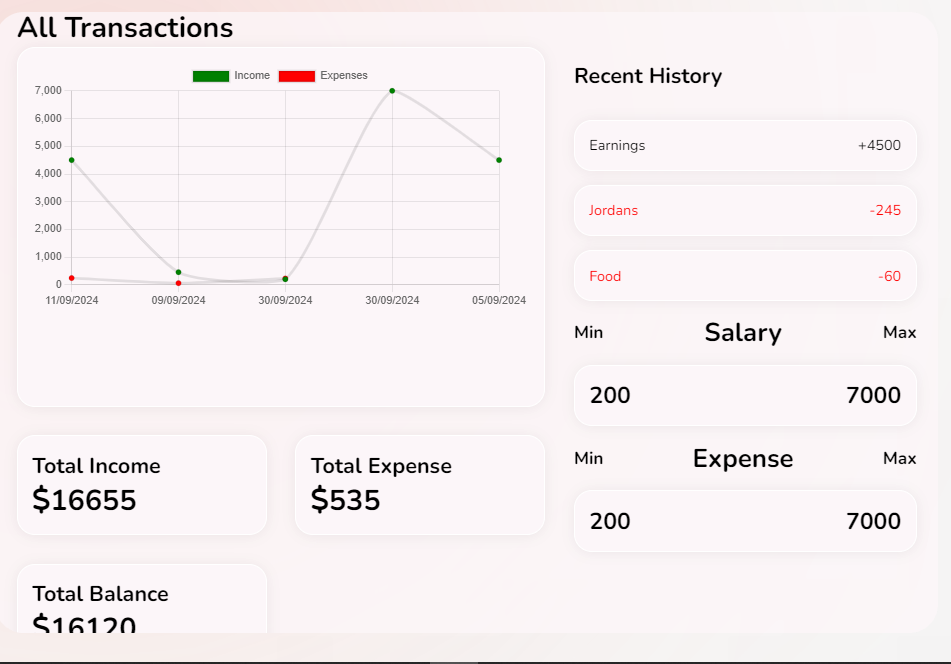 All Transactions
Income Expenses
7,000
6,000
5,000
4,000
3,000
2,000
1,000
0
11/09/2024 09/09/2024 30/09/2024 30/09/2024 05/09/2024
Total Income
$16655
Total Expense
$535
Total Balance
$16120
Recent History
Earnings +4500
Jordans -245
Food -60
Min Salary Max
200 7000
Min Expense Max
200 7000